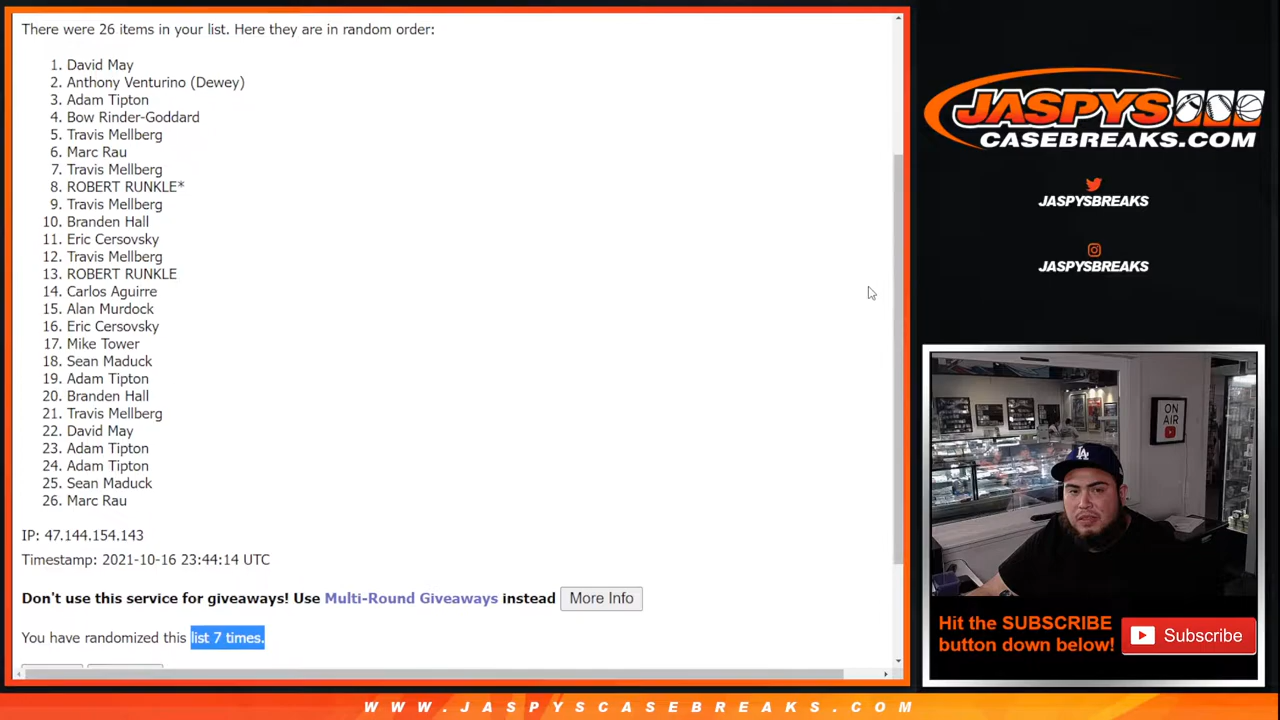 There were 26 items in your list. Here they are in random order:
1. David May
2. Anthony Venturino (Dewey)
3. Adam Tipton
4. Bow Rinder-Goddard
5. Travis Mellberg
6. Marc Rau
7. Travis Mellberg
8. ROBERT RUNKLE*
9. Travis Mellberg
10. Branden Hall
11. Eric Cersovsky
12. Travis Mellberg
13. ROBERT RUNKLE
14. Carlos Aguirre
15. Alan Murdock
16. Eric Cersovsky
17. Mike Tower
18. Sean Maduck
19. Adam Tipton
20. Branden Hall
21. Travis Mellberg
22. David May
23. Adam Tipton
24. Adam Tipton
25. Sean Maduck
26. Marc Rau
IP: 47.144.154.143
Timestamp: 2021-10-16 23:44:14 UTC
Don't use this service for giveaways! Use Multi-Round Giveaways instead More Info
You have randomized this list 7 times.
JASPYS
CASEBREAKS.COM
JASPYSBREAKS
JASPYSBREAKS
ON
AIR
LA
Hit the SUBSCRIBE
button down below!
Subscribe
WWW.JASPYSCASEBREAKS.COM